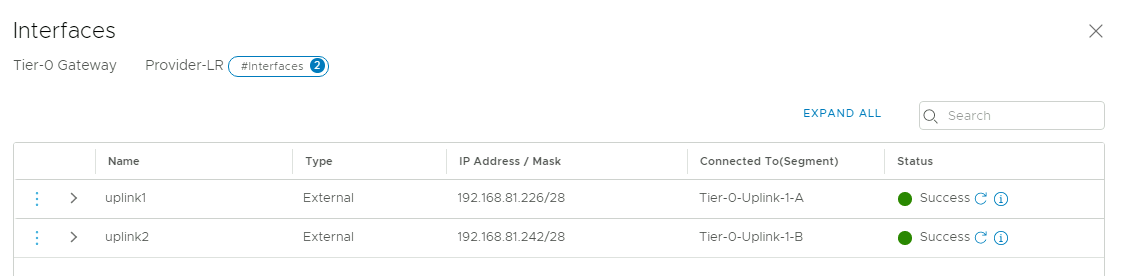 Interfaces
Tier-0 Gateway Provider-LR #Interfaces 2
EXPAND ALL Search
Name Type IP Address / Mask Connected To(Segment) Status
uplink1 External 192.168.81.226/28 Tier-0-Uplink-1-A Success
uplink2 External 192.168.81.242/28 Tier-0-Uplink-1-B Success